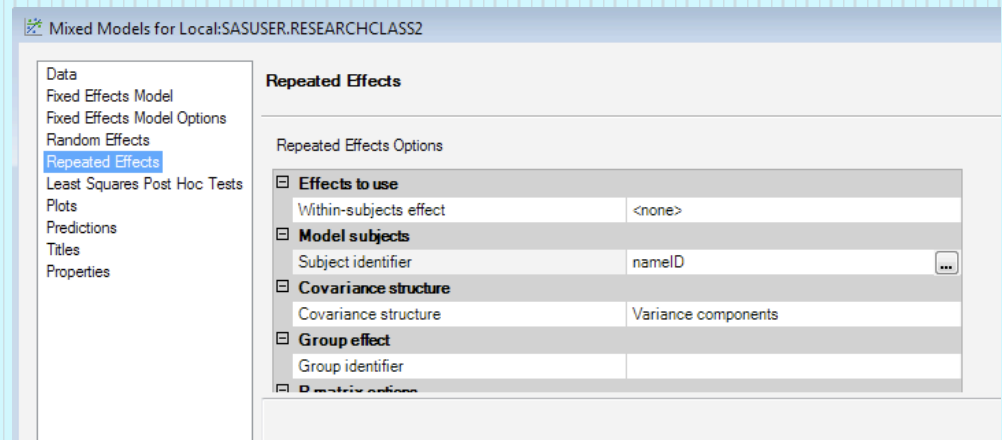 Mixed Models for Local:SASUSER.RESEARCHCLASS2
Data
Fixed Effects Model
Fixed Effects Model Options
Random Effects
Repeated Effects
Least Squares Post Hoc Tests
Plots
Predictions
Titles
Properties
Repeated Effects
Repeated Effects Options
Effects to use
Within-subjects effect <none>
Model subjects
Subject identifier nameID ...
Covariance structure
Covariance structure Variance components
Group effect
Group identifier
R matrix options